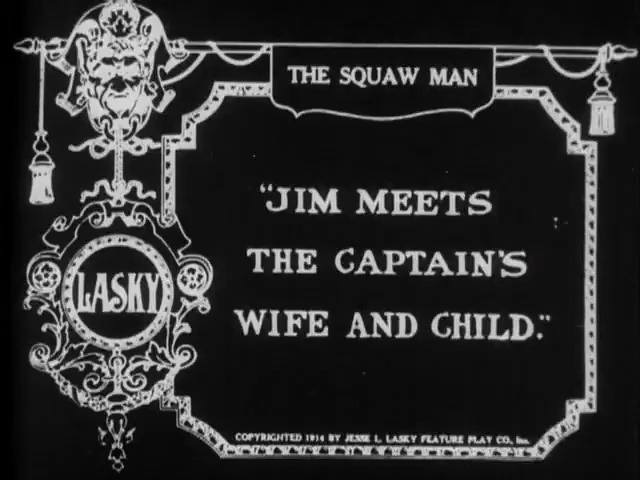 THE SQUAW MAN
"JIM MEETS
THE CAPTAIN'S
WIFE AND CHILD."
LASKY
COPYRIGHTED 1914 BY JESSE L. LASKY FEATURE PLAY CO., Inc.